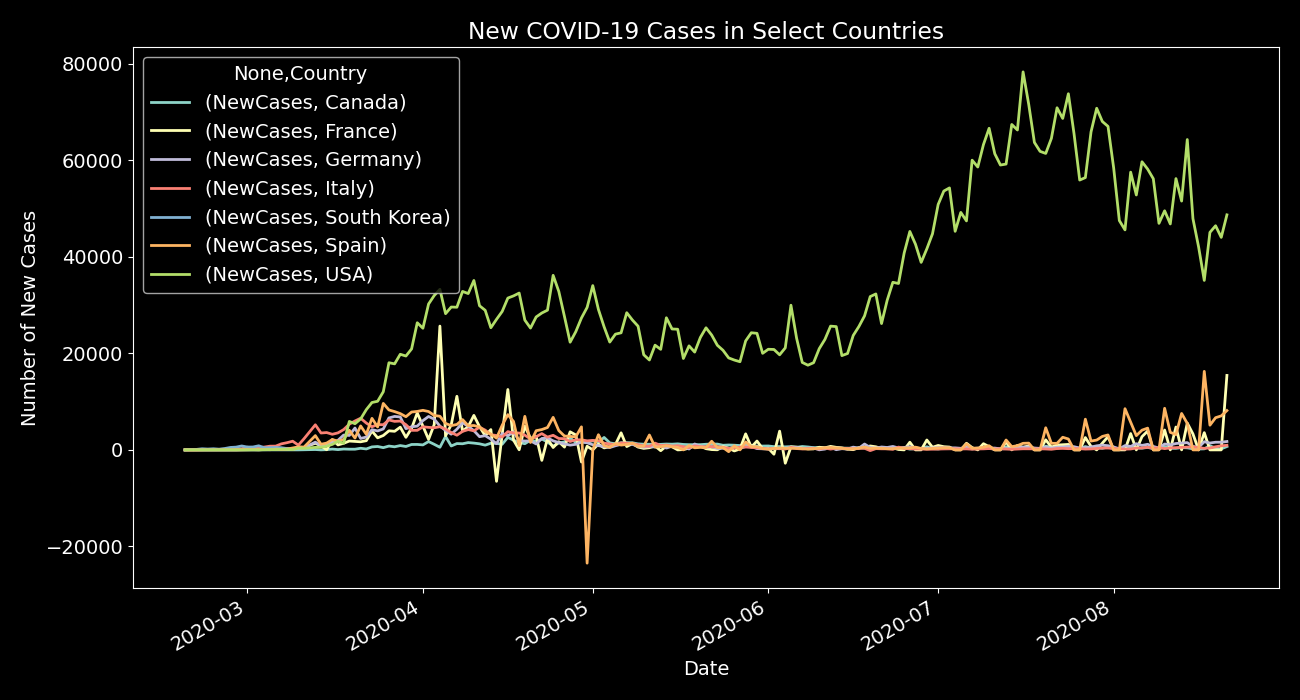 New COVID-19 Cases in Select Countries
80000
60000
40000
20000
0
−20000
Number of New Cases
None,Country
(NewCases, Canada)
(NewCases, France)
(NewCases, Germany)
(NewCases, Italy)
(NewCases, South Korea)
(NewCases, Spain)
(NewCases, USA)
2020-03
2020-04
2020-05
2020-06
2020-07
2020-08
Date